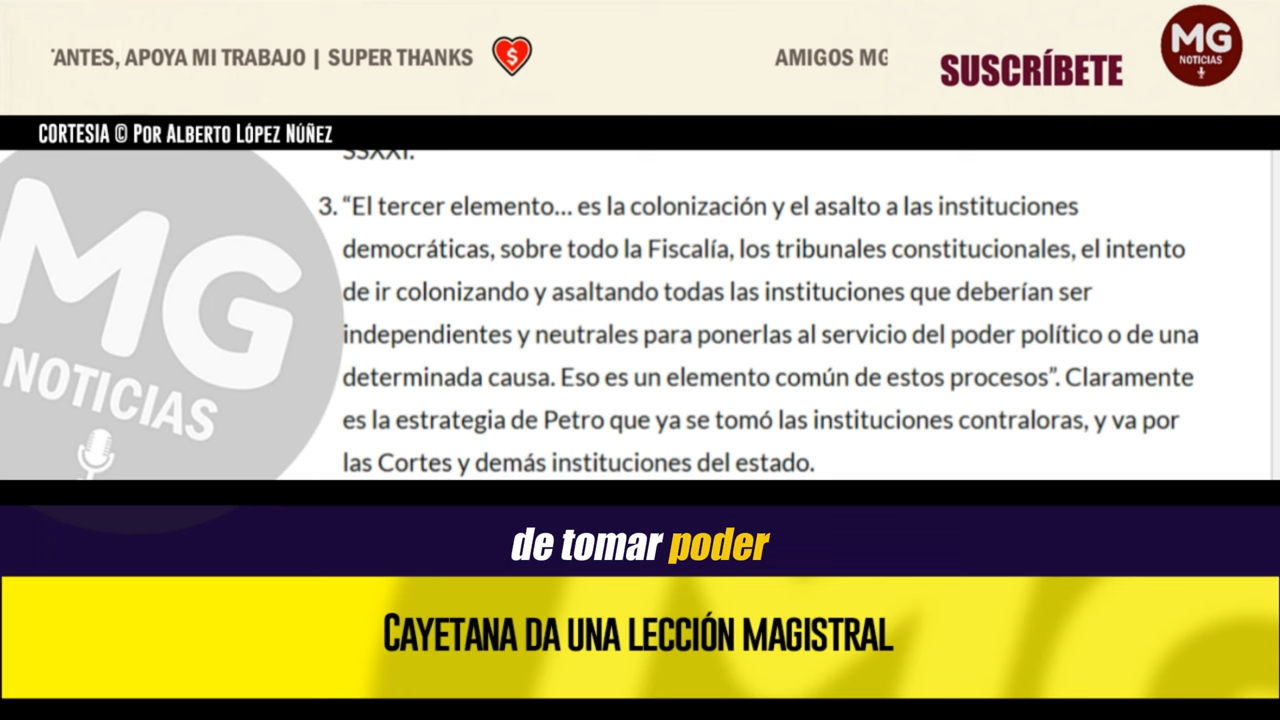 'ANTES, APOYA MI TRABAJO | SUPER THANKS
AMIGOS MG
SUSCRÍBETE
MG
NOTICIAS
CORTESIA © POR ALBERTO LÓPEZ NÚÑEZ
SSXXI.
3. “El tercer elemento... es la colonización y el asalto a las instituciones
democráticas, sobre todo la Fiscalía, los tribunales constitucionales, el intento
de ir colonizando y asaltando todas las instituciones que deberían ser
independientes y neutrales para ponerlas al servicio del poder político o de una
determinada causa. Eso es un elemento común de estos procesos”. Claramente
es la estrategia de Petro que ya se tomó las instituciones contraloras, y va por
las Cortes y demás instituciones del estado.
MG
NOTICIAS
de tomar poder
CAYETANA DA UNA LECCIÓN MAGISTRAL